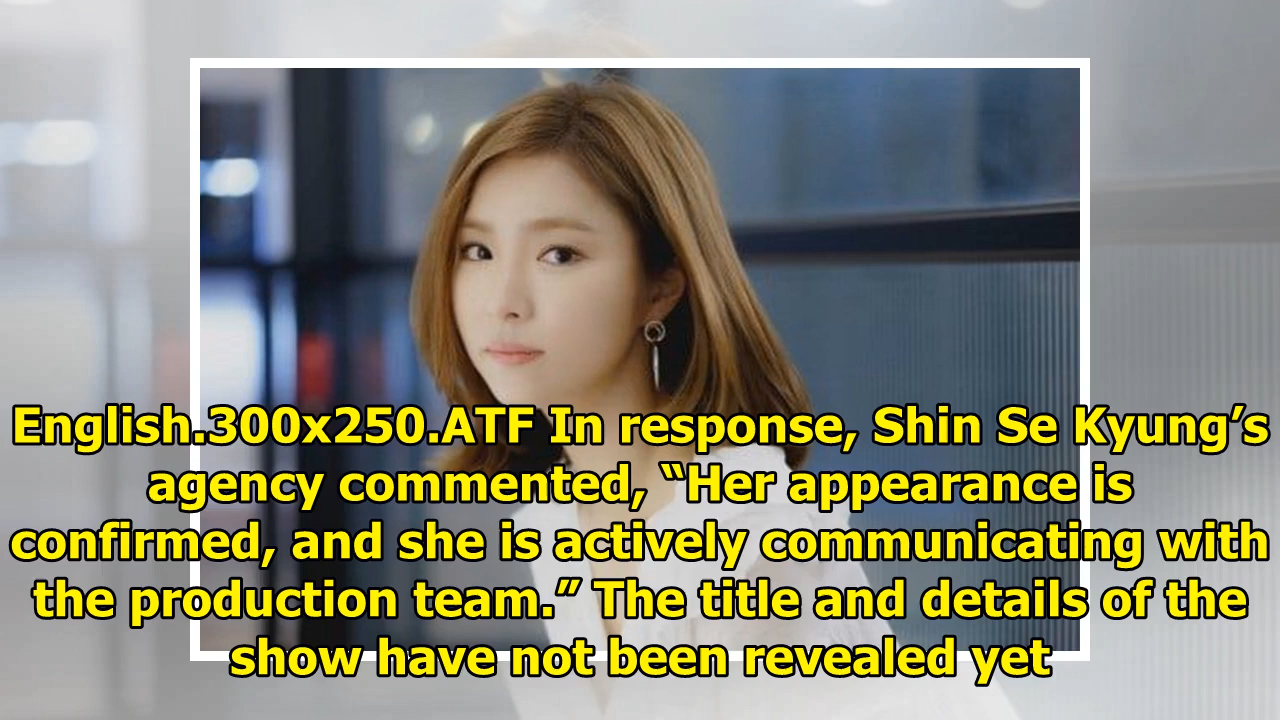 English.300x250.ATF In response, Shin Se Kyung’s
agency commented, “Her appearance is
confirmed, and she is actively communicating with
the production team.” The title and details of the
show have not been revealed yet